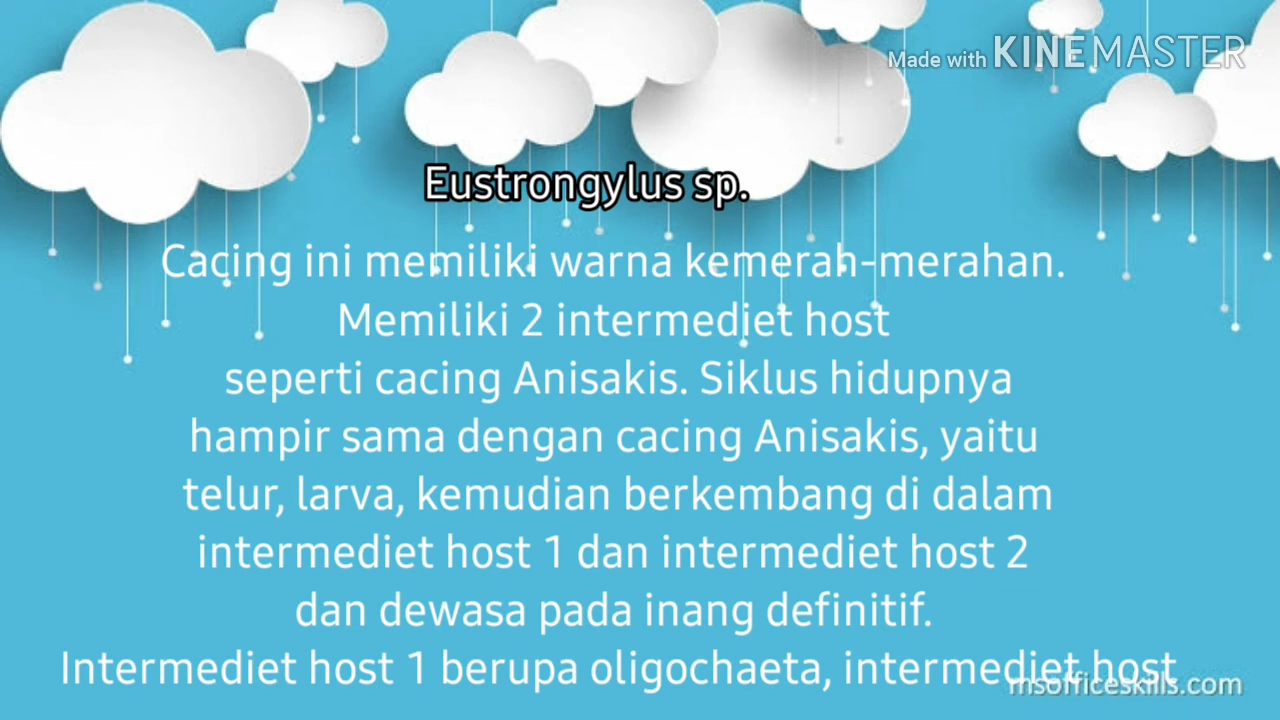 Made with KINEMASTER
Eustrongylus sp.
Cacing ini memiliki warna kemerah-merahan.
Memiliki 2 intermediet host
seperti cacing Anisakis. Siklus hidupnya
hampir sama dengan cacing Anisakis, yaitu
telur, larva, kemudian berkembang di dalam
intermediet host 1 dan intermediet host 2
dan dewasa pada inang definitif.
Intermediet host 1 berupa oligochaeta, intermediet host
msofficeskills.com